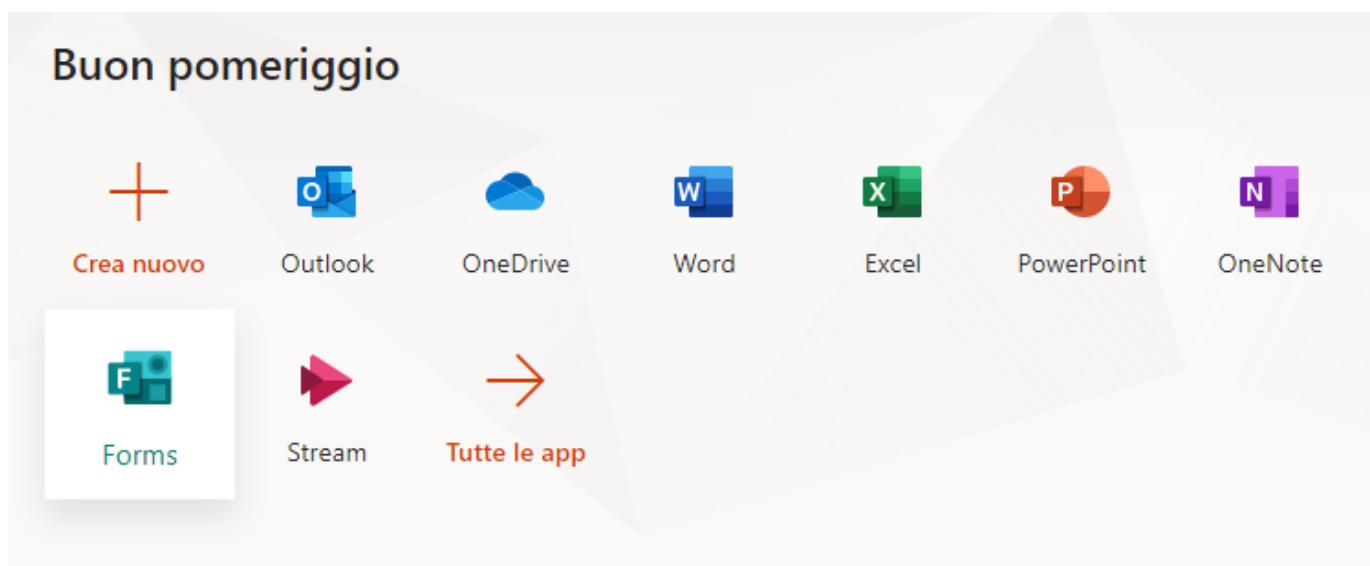 Buon pomeriggio
Crea nuovo
O
Outlook
OneDrive
W
Word
X
Excel
P
PowerPoint
N
OneNote
F
Forms
Stream
Tutte le app